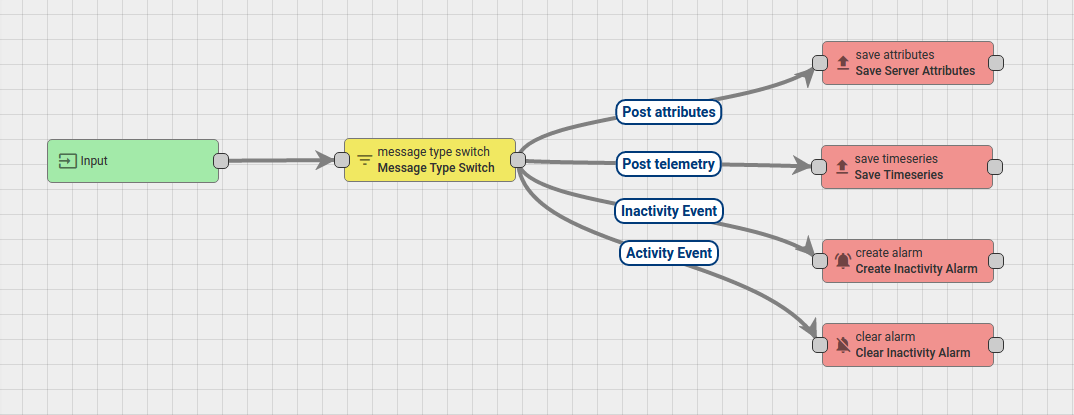 Input
message type switch
Message Type Switch
Post attributes
Post telemetry
Inactivity Event
Activity Event
save attributes
Save Server Attributes
save timeseries
Save Timeseries
create alarm
Create Inactivity Alarm
clear alarm
Clear Inactivity Alarm